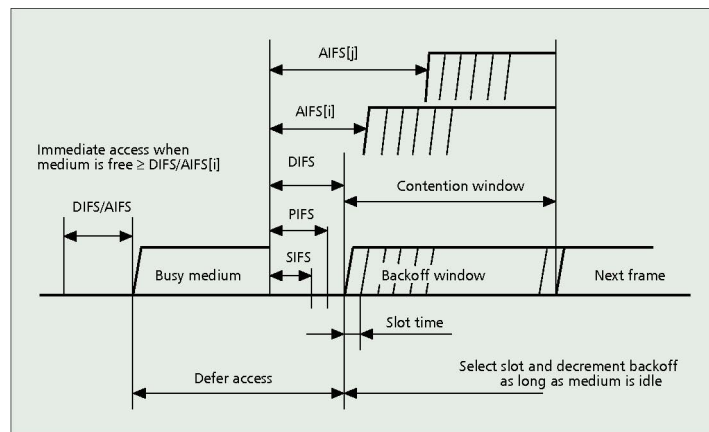 AIFS[j]
AIFS[i]
Immediate access when
medium is free ≥ DIFS/AIFS[i]
DIFS
Contention window
DIFS/AIFS
PIFS
SIFS
Busy medium
Backoff window
Next frame
Slot time
Defer access
Select slot and decrement backoff
as long as medium is idle